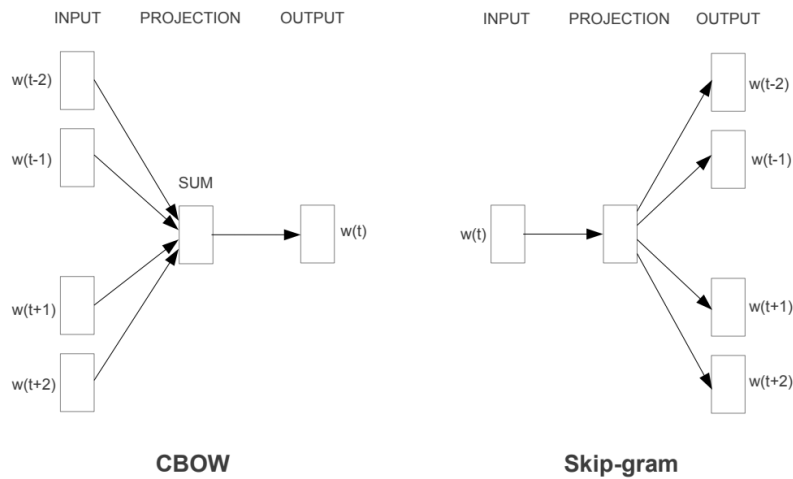 INPUT PROJECTION OUTPUT
w(t-2)
w(t-1)
SUM
w(t)
w(t+1)
w(t+2)
CBOW
INPUT PROJECTION OUTPUT
w(t-2)
w(t-1)
w(t)
w(t+1)
w(t+2)
Skip-gram